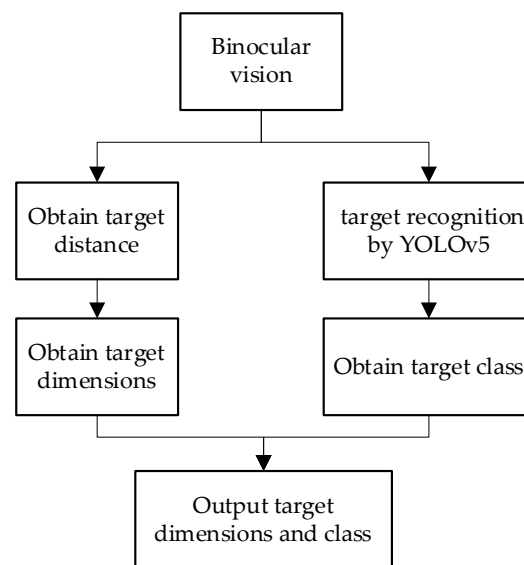 Binocular
vision
Obtain target
distance
target recognition
by YOLOv5
Obtain target
dimensions
Obtain target class
Output target
dimensions and class